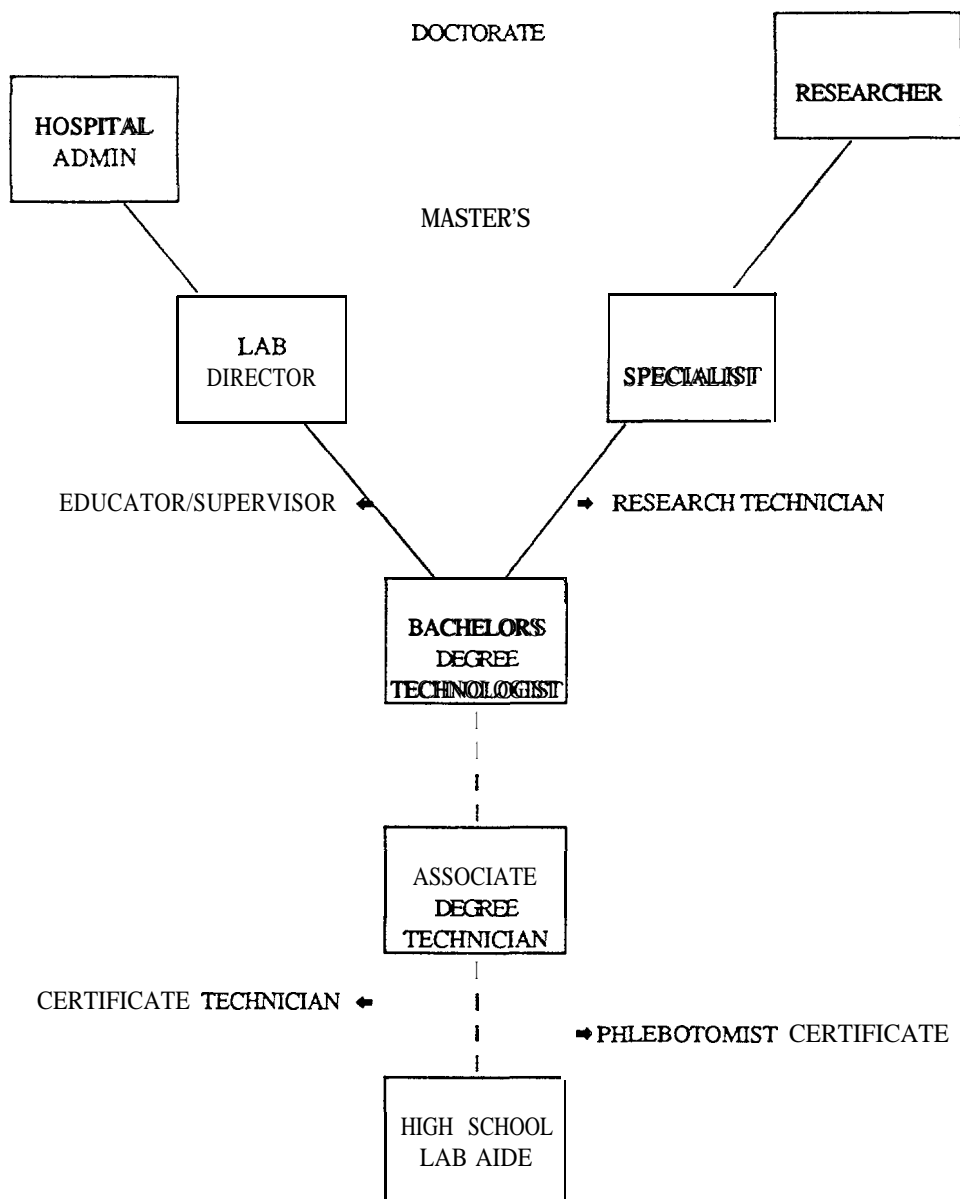 DOCTORATE
RESEARCHER
HOSPITAL
ADMIN
MASTER'S
LAB
DIRECTOR
SPECIALIST
EDUCATOR/SUPERVISOR
RESEARCH TECHNICIAN
BACHELOR'S
DEGREE
TECHNOLOGIST
ASSOCIATE
DEGREE
TECHNICIAN
CERTIFICATE TECHNICIAN
PHLEBOTOMIST CERTIFICATE
HIGH SCHOOL
LAB AIDE